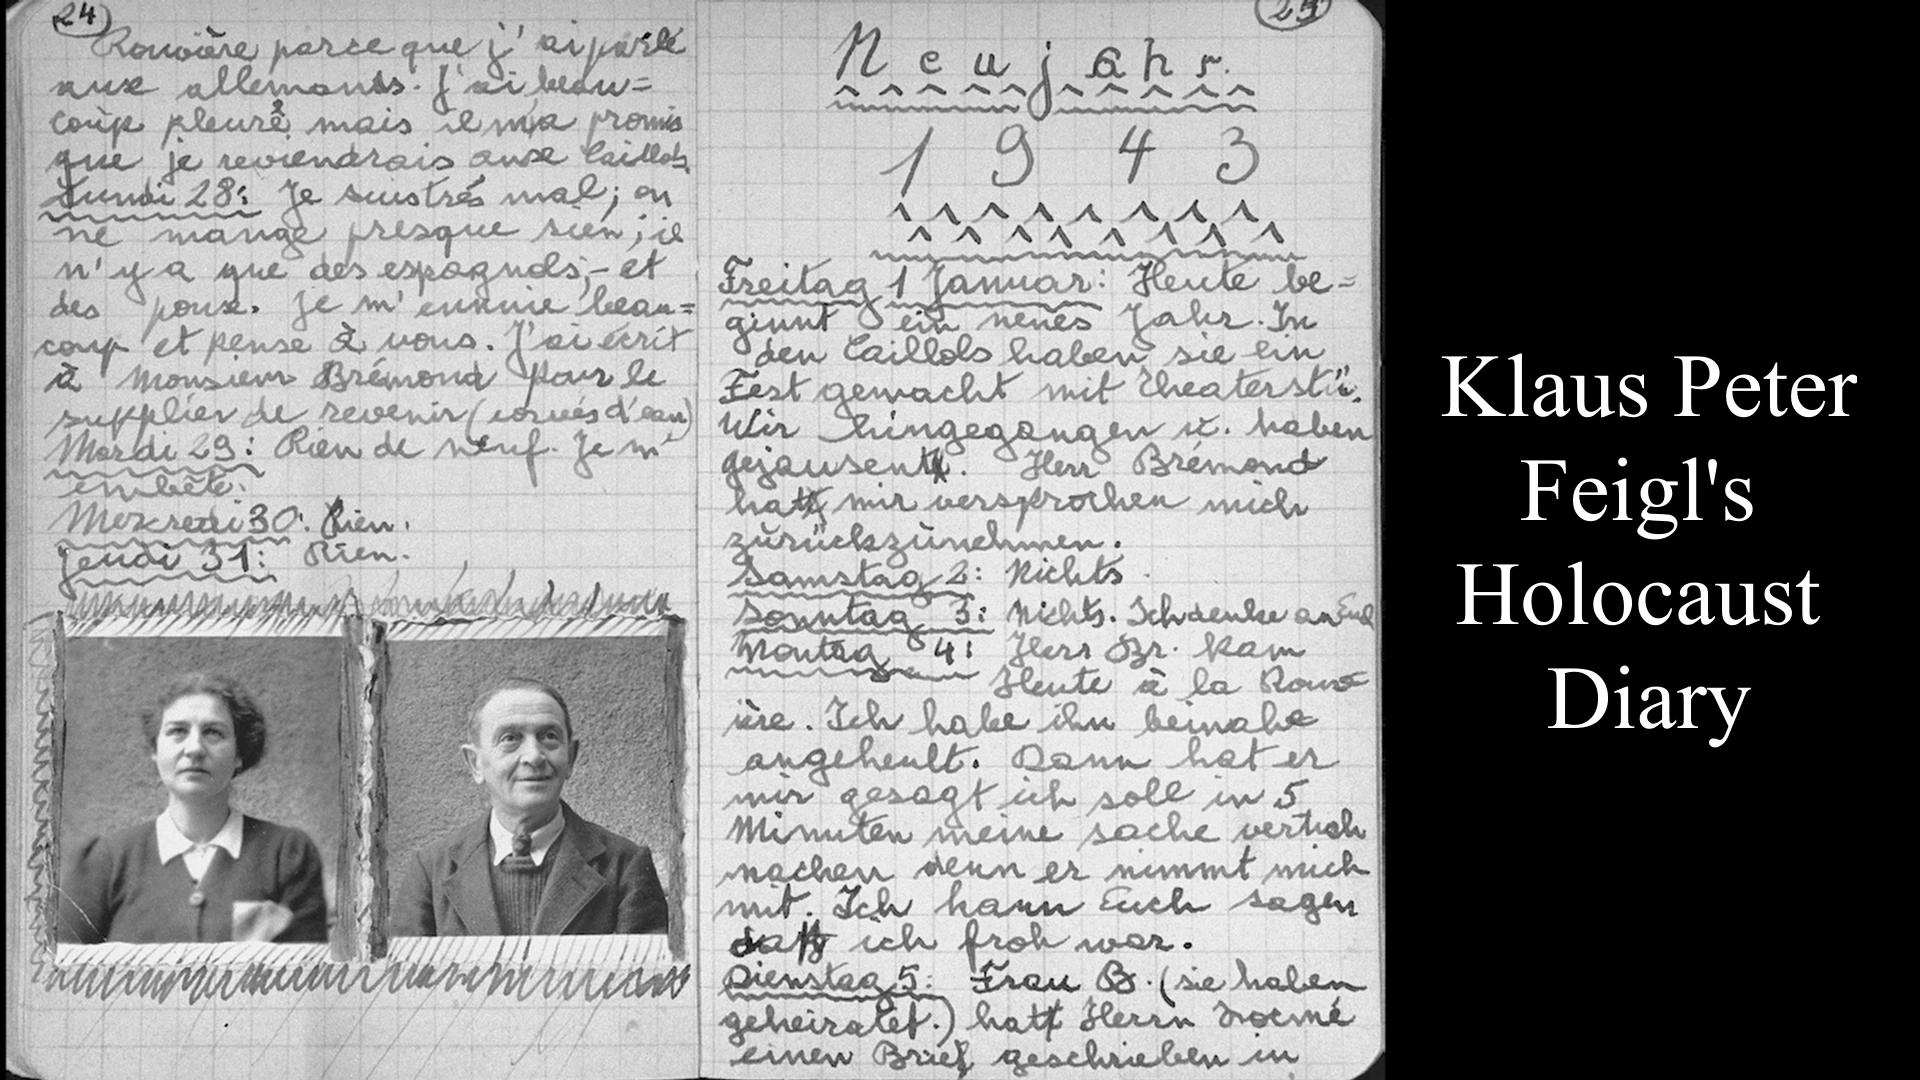 24
Rouvière parce que j'ai parlé
aux allemands. J'ai beau=
coup pleuré mais il m'a promis
que je reviendrais aux Caillols
Lundi 28: Je suis très mal; on
ne mange presque rien; il
n'y a que des espagnols,- et
des poux. Je m'ennuie beau=
coup et pense à vous. J'ai écrit
à Monsieur Brémond pour le
supplier de revenir (corvées d'eau)
Mardi 29: Rien de neuf. Je m'
embête.
Mercredi 30: Rien.
Jeudi 31: Rien.
25
Neujahr.
1943
Freitag 1 Januar: Heute be=
ginnt ein neues Jahr. In
den Caillols haben sie ein
Fest gemacht mit Theaterstü.
Wir hingegangen u. haben
gejausent. Herr Brémond
hat mir versprochen mich
zurückzunehmen.
Samstag 2: Nichts.
Sonntag 3: Nichts. Ich denke an Euch
Montag 4: Herr Br. kam
Heute à la Rouv=
ière. Ich habe ihn beinahe
angeheult. Dann hat er
mir gesagt ich soll in 5
Minuten meine sache
machen denn er nimmt mich
mit. Ich kann Euch sagen
daß ich froh war.
Dienstag 5: Frau B. (sie haben
geheiratet.) hat Herrn Trocmé
einen Brief geschrieben in
Klaus Peter
Feigl's
Holocaust
Diary